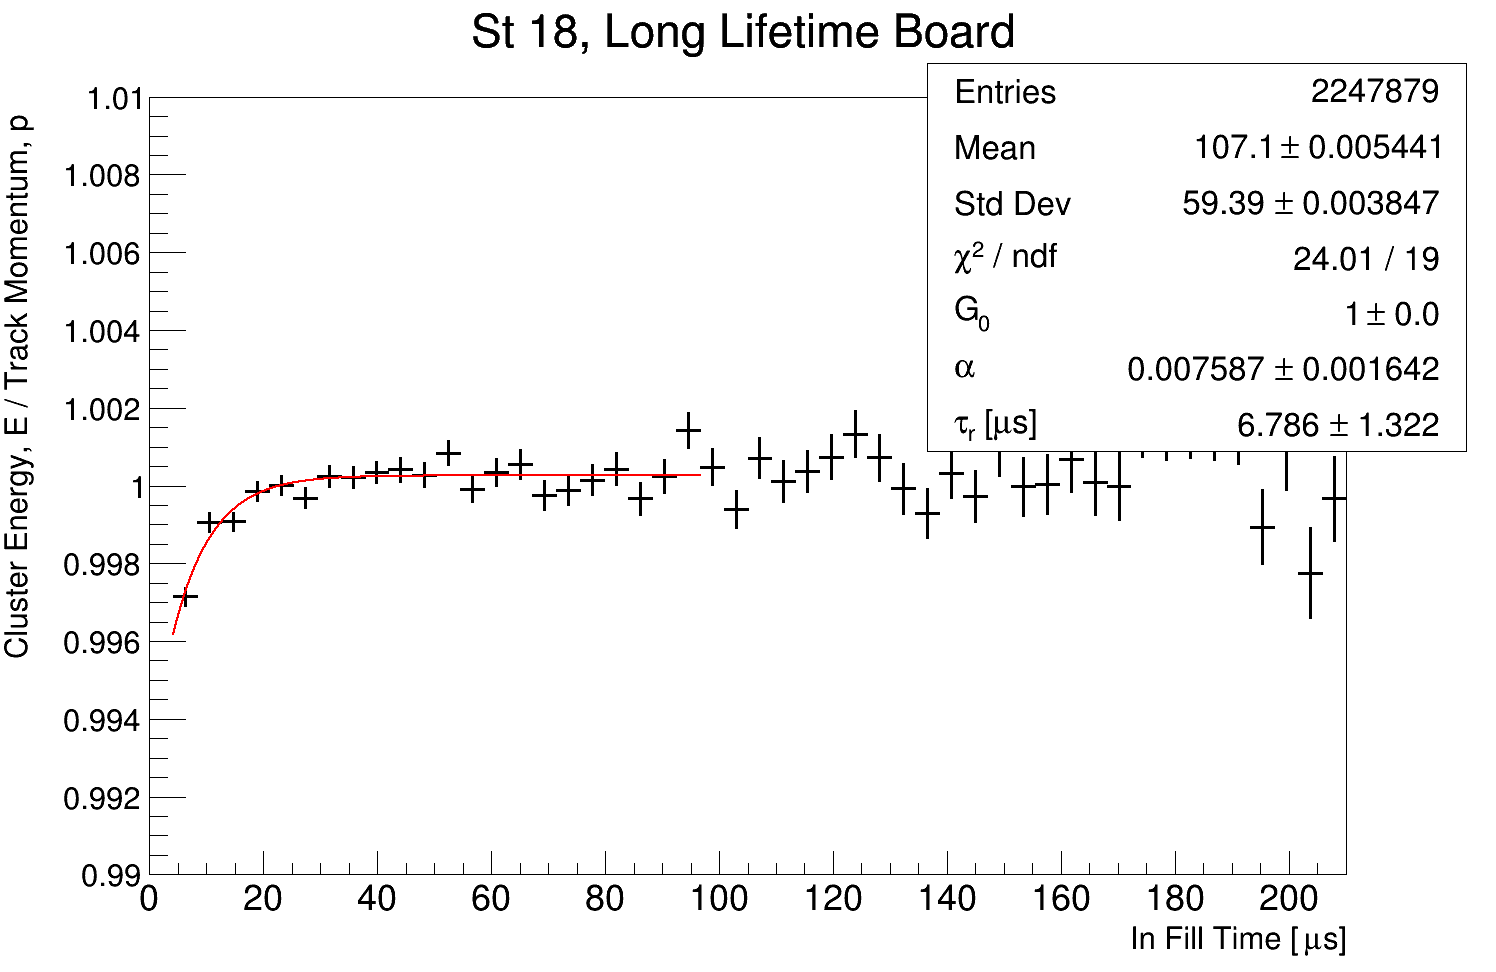 St 18, Long Lifetime Board
Entries 2247879
Mean 107.1 ± 0.005441
Std Dev 59.39 ± 0.003847
χ² / ndf 24.01 / 19
G₀ 1 ± 0.0
α 0.007587 ± 0.001642
τᵣ [μs] 6.786 ± 1.322
Cluster Energy, E / Track Momentum, p
1.01
1.008
1.006
1.004
1.002
1
0.998
0.996
0.994
0.992
0.99
0 20 40 60 80 100 120 140 160 180 200
In Fill Time [μs]